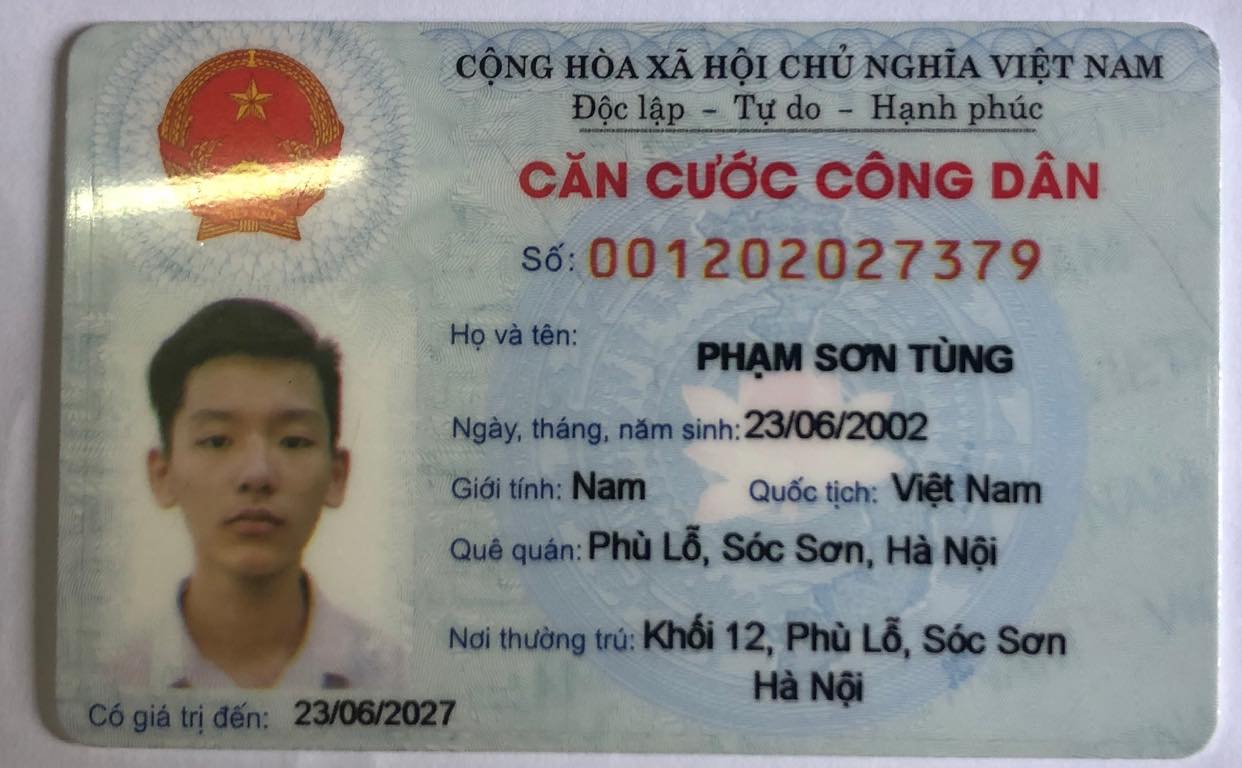 CỘNG HÒA XÃ HỘI CHỦ NGHĨA VIỆT NAM
Độc lập - Tự do - Hạnh phúc
CĂN CƯỚC CÔNG DÂN
Số: 001202027379
Họ và tên:
PHẠM SƠN TÙNG
Ngày, tháng, năm sinh: 23/06/2002
Giới tính: Nam Quốc tịch: Việt Nam
Quê quán: Phù Lỗ, Sóc Sơn, Hà Nội
Nơi thường trú: Khối 12, Phù Lỗ, Sóc Sơn
Hà Nội
Có giá trị đến: 23/06/2027